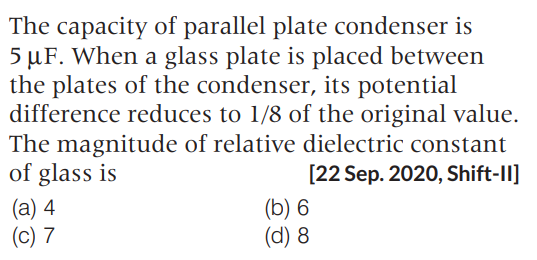 The capacity of parallel plate condenser is
5 μF. When a glass plate is placed between
the plates of the condenser, its potential
difference reduces to 1/8 of the original value.
The magnitude of relative dielectric constant
of glass is [22 Sep. 2020, Shift-II]
(a) 4 (b) 6
(c) 7 (d) 8